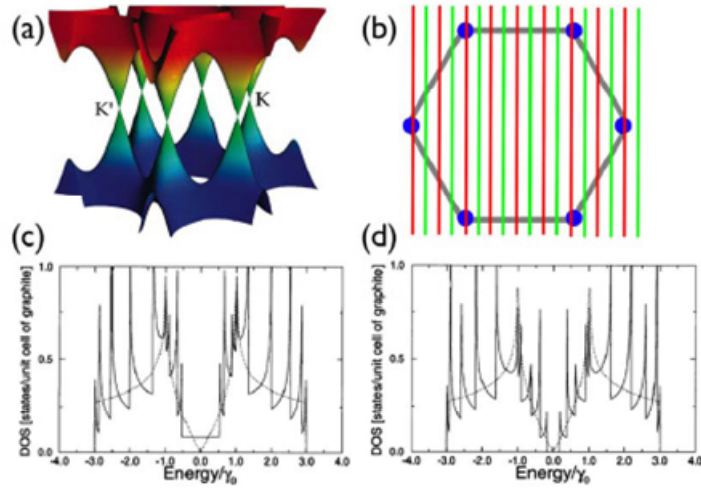 (a)
K'
K
(b)
(c)
DOS [states/unit cell of graphite]
1.0
0.5
0.0
-4.0 -3.0 -2.0 -1.0 0.0 1.0 2.0 3.0 4.0
Energy/γ₀
(d)
DOS [states/unit cell of graphite]
1.0
0.5
0.0
-4.0 -3.0 -2.0 -1.0 0.0 1.0 2.0 3.0 4.0
Energy/γ₀